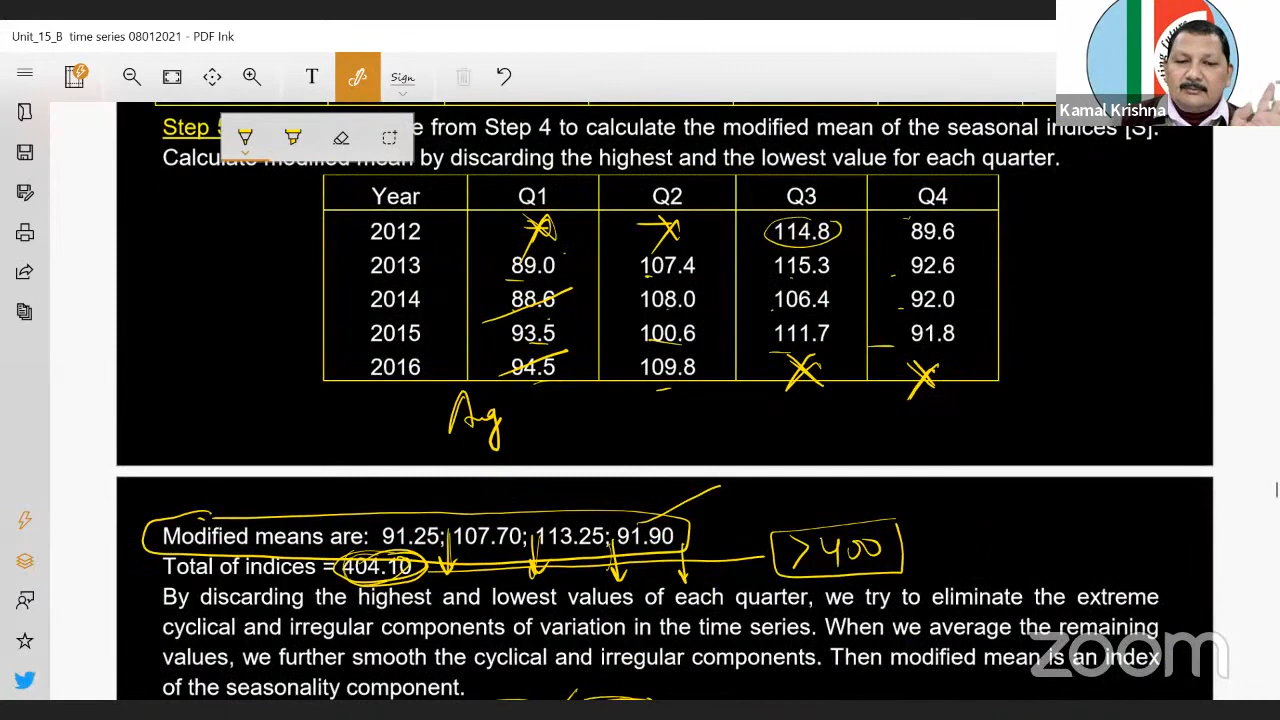 Unit_15_B time series 08012021 - PDF Ink
T
Sign
Kamal Krishna
Step e from Step 4 to calculate the modified mean of the seasonal indices [S].
Calculate modified mean by discarding the highest and the lowest value for each quarter.
Year Q1 Q2 Q3 Q4
2012 114.8 89.6
2013 89.0 107.4 115.3 92.6
2014 88.6 108.0 106.4 92.0
2015 93.5 100.6 111.7 91.8
2016 94.5 109.8
Avg
Modified means are: 91.25; 107.70; 113.25; 91.90
Total of indices = 404.10
>400
By discarding the highest and lowest values of each quarter, we try to eliminate the extreme
cyclical and irregular components of variation in the time series. When we average the remaining
values, we further smooth the cyclical and irregular components. Then modified mean is an index
of the seasonality component.
zoom